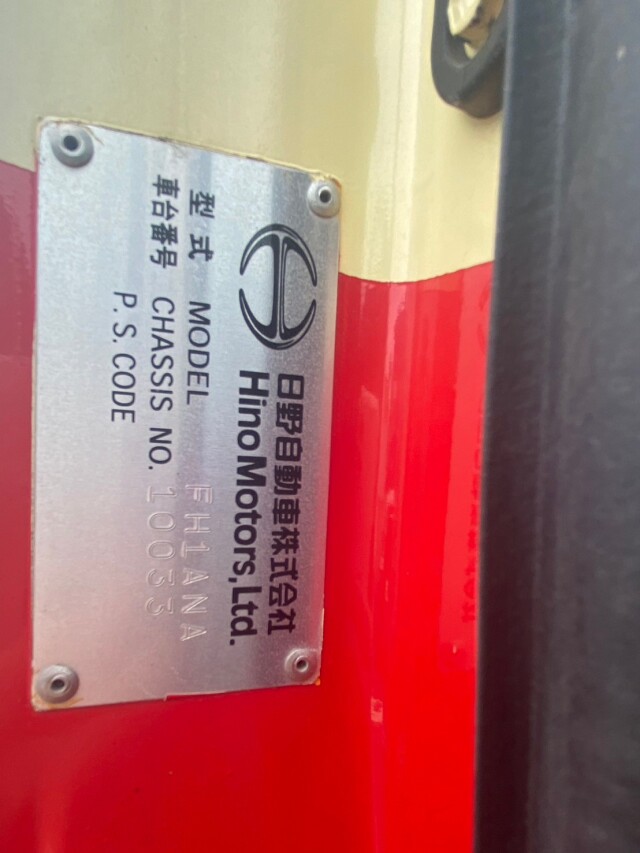 日野自動車株式会社
Hino Motors, Ltd.
型式 MODEL FH1ANA
車台番号 CHASSIS NO. 10033
P. S. CODE